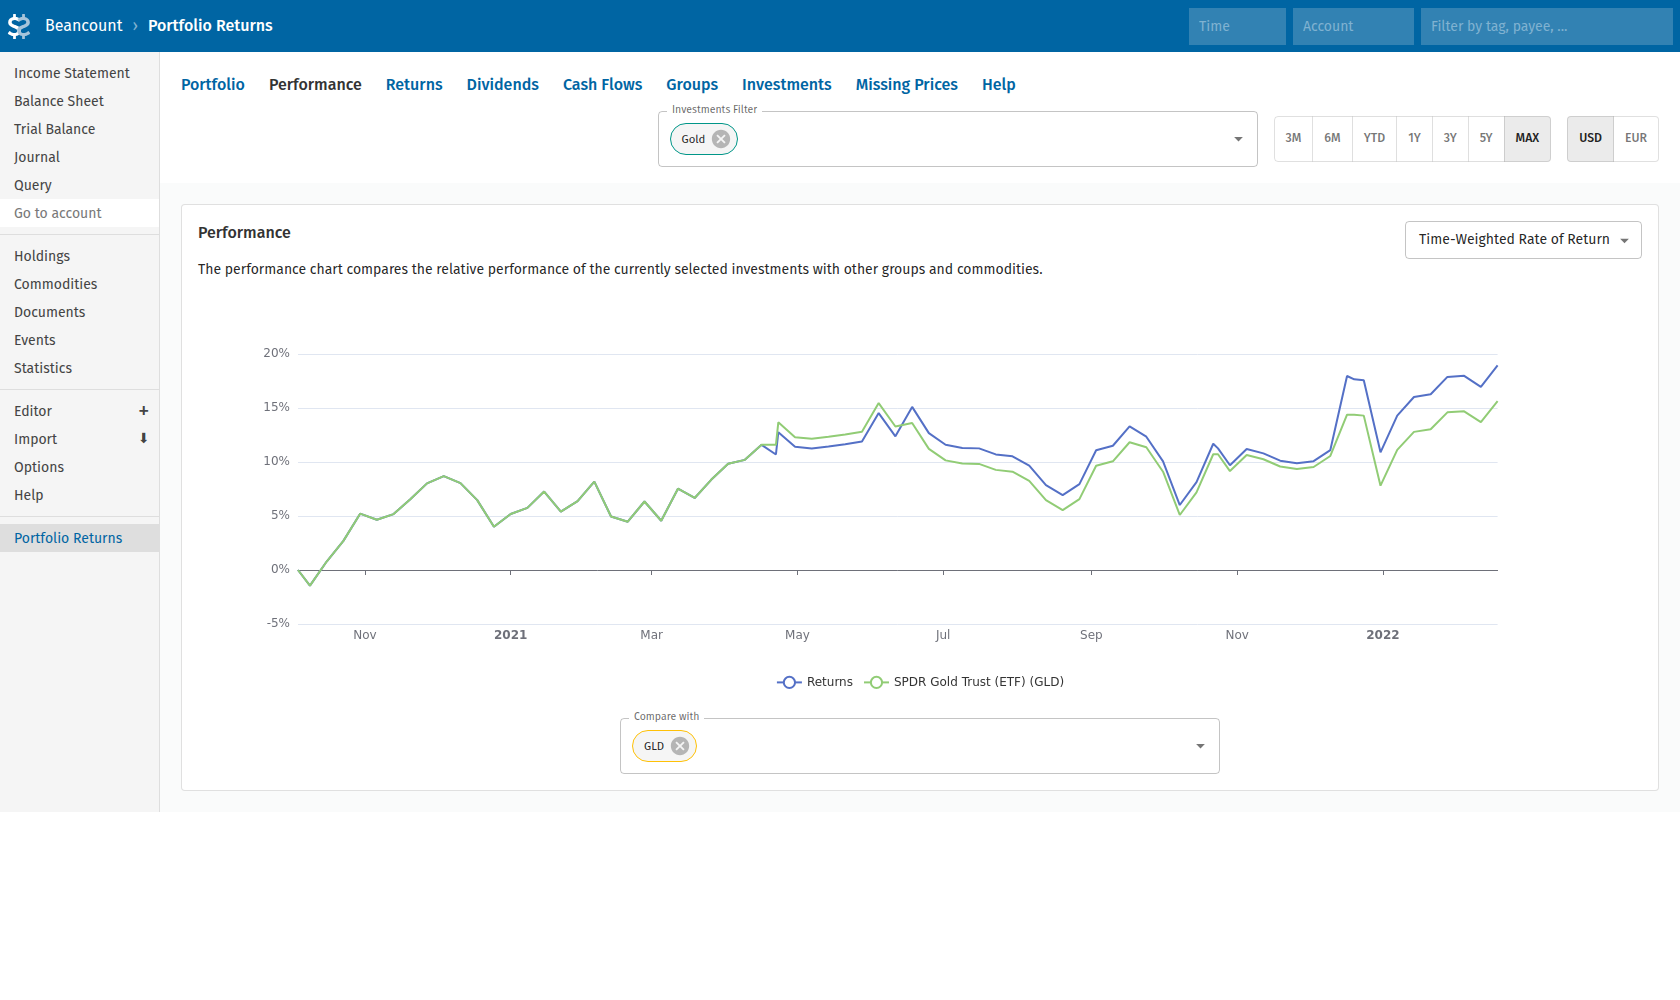 Beancount › Portfolio Returns
Time
Account
Filter by tag, payee, ...
Income Statement
Balance Sheet
Trial Balance
Journal
Query
Go to account
Holdings
Commodities
Documents
Events
Statistics
Editor +
Import
Options
Help
Portfolio Returns
Portfolio Performance Returns Dividends Cash Flows Groups Investments Missing Prices Help
Investments Filter
Gold
3M 6M YTD 1Y 3Y 5Y MAX
USD EUR
Performance
Time-Weighted Rate of Return
The performance chart compares the relative performance of the currently selected investments with other groups and commodities.
20%
15%
10%
5%
0%
-5%
Nov 2021 Mar May Jul Sep Nov 2022
Returns SPDR Gold Trust (ETF) (GLD)
Compare with
GLD